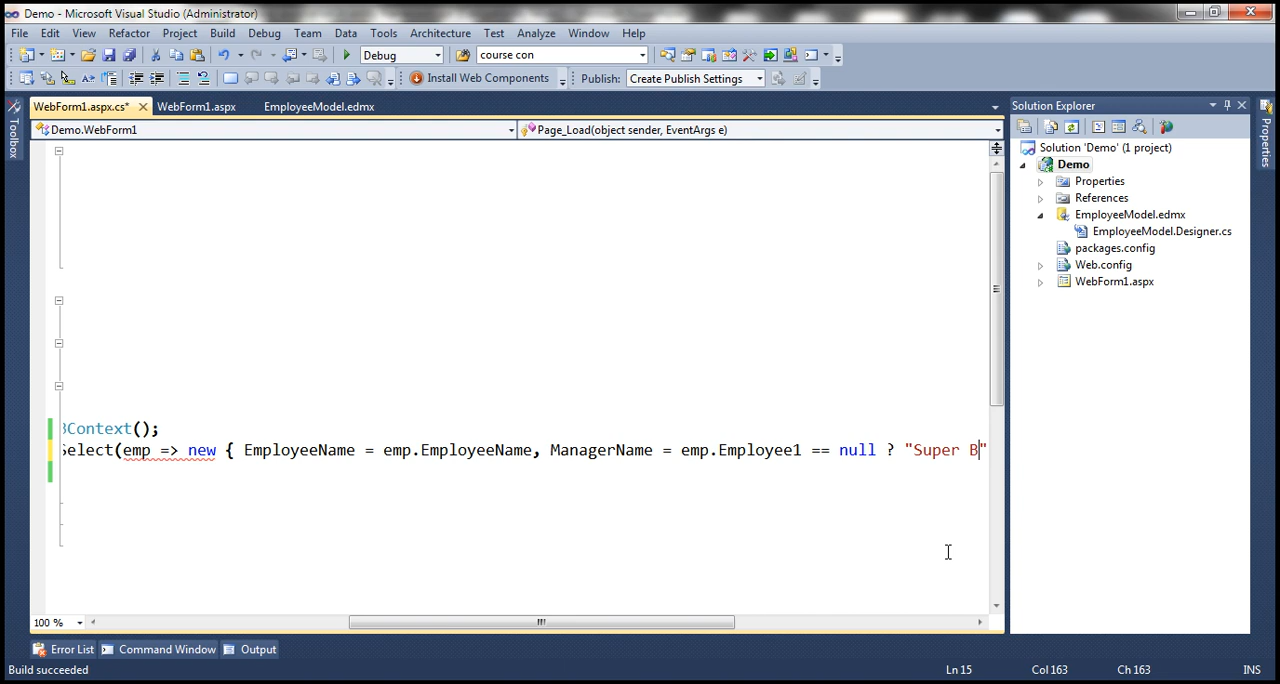 Demo - Microsoft Visual Studio (Administrator)
File Edit View Refactor Project Build Debug Team Data Tools Architecture Test Analyze Window Help
Debug course con
Install Web Components Publish: Create Publish Settings
WebForm1.aspx.cs* WebForm1.aspx EmployeeModel.edmx
Demo.WebForm1 Page_Load(object sender, EventArgs e)
Toolbox
Context();
Select(emp => new { EmployeeName = emp.EmployeeName, ManagerName = emp.Employee1 == null ? "Super B"
100 %
Solution Explorer
Solution 'Demo' (1 project)
Demo
Properties
References
EmployeeModel.edmx
EmployeeModel.Designer.cs
packages.config
Web.config
WebForm1.aspx
Properties
Error List Command Window Output
Build succeeded Ln 15 Col 163 Ch 163 INS